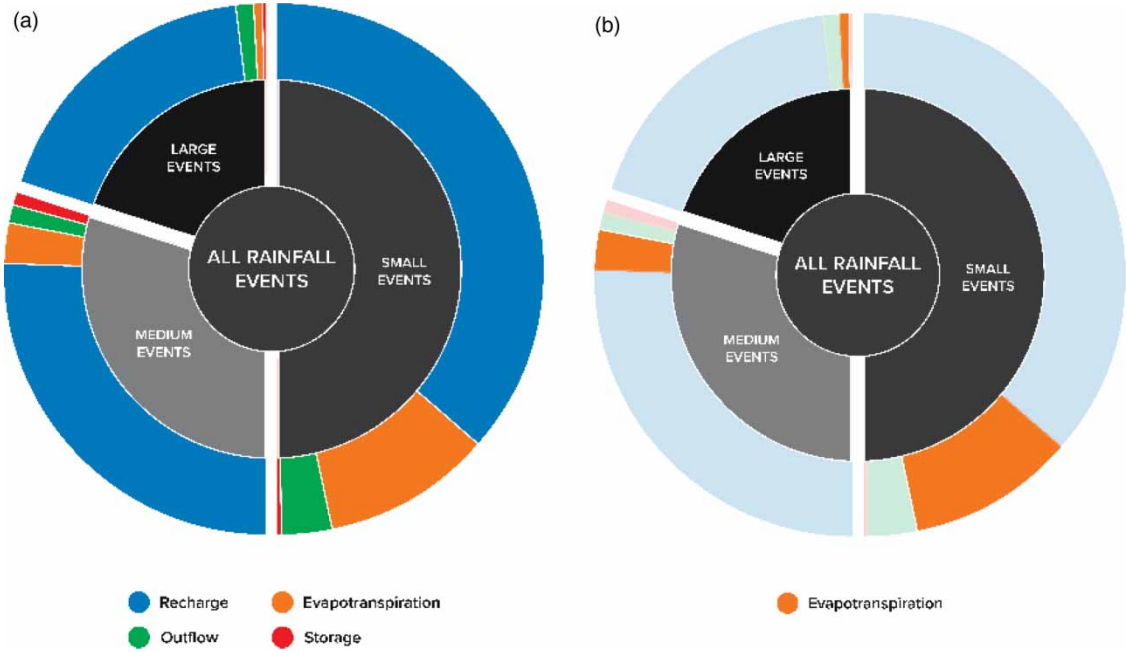 (a)
LARGE
EVENTS
ALL RAINFALL
EVENTS
SMALL
EVENTS
MEDIUM
EVENTS
Recharge
Evapotranspiration
Outflow
Storage
(b)
LARGE
EVENTS
ALL RAINFALL
EVENTS
SMALL
EVENTS
MEDIUM
EVENTS
Evapotranspiration